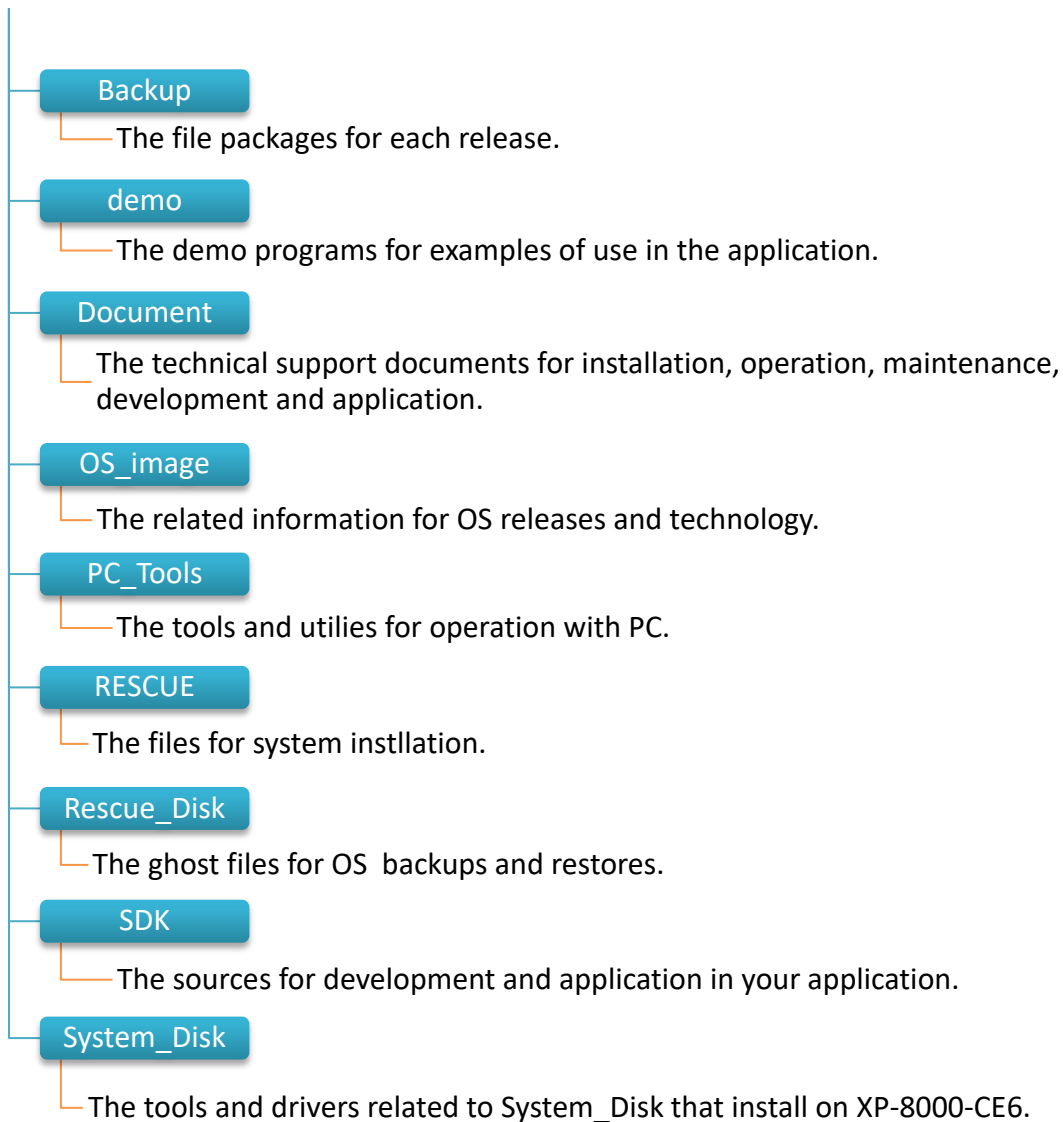 Backup
The file packages for each release.
demo
The demo programs for examples of use in the application.
Document
The technical support documents for installation, operation, maintenance,
development and application.
OS_image
The related information for OS releases and technology.
PC_Tools
The tools and utilies for operation with PC.
RESCUE
The files for system instllation.
Rescue_Disk
The ghost files for OS  backups and restores.
SDK
The sources for development and application in your application.
System_Disk
The tools and drivers related to System_Disk that install on XP-8000-CE6.